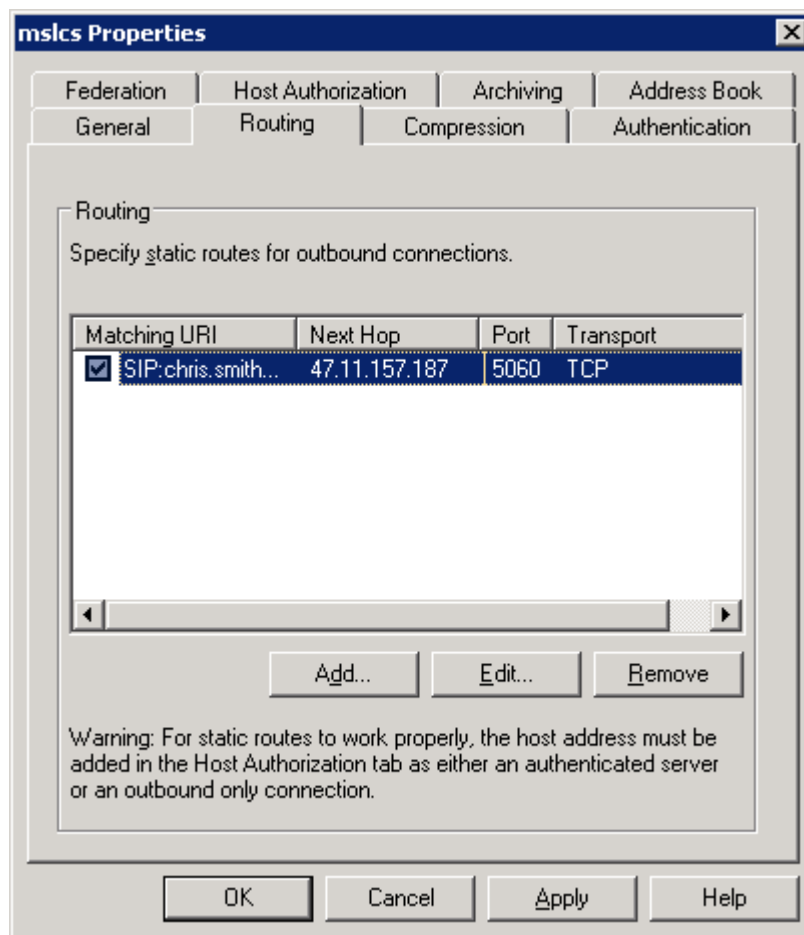 mslcs Properties
Federation Host Authorization Archiving Address Book
General Routing Compression Authentication
Routing
Specify static routes for outbound connections.
Matching URI Next Hop Port Transport
SIP:chris.smith... 47.11.157.187 5060 TCP
Add... Edit... Remove
Warning: For static routes to work properly, the host address must be
added in the Host Authorization tab as either an authenticated server
or an outbound only connection.
OK Cancel Apply Help